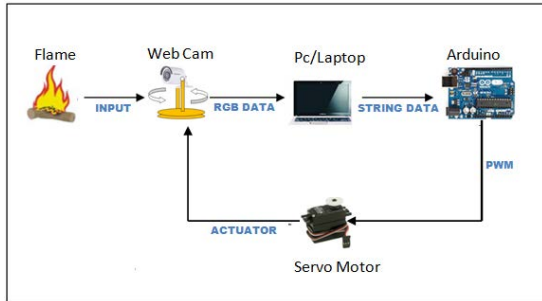 Flame
Web Cam
Pc/Laptop
Arduino
INPUT
RGB DATA
STRING DATA
PWM
ACTUATOR
Servo Motor